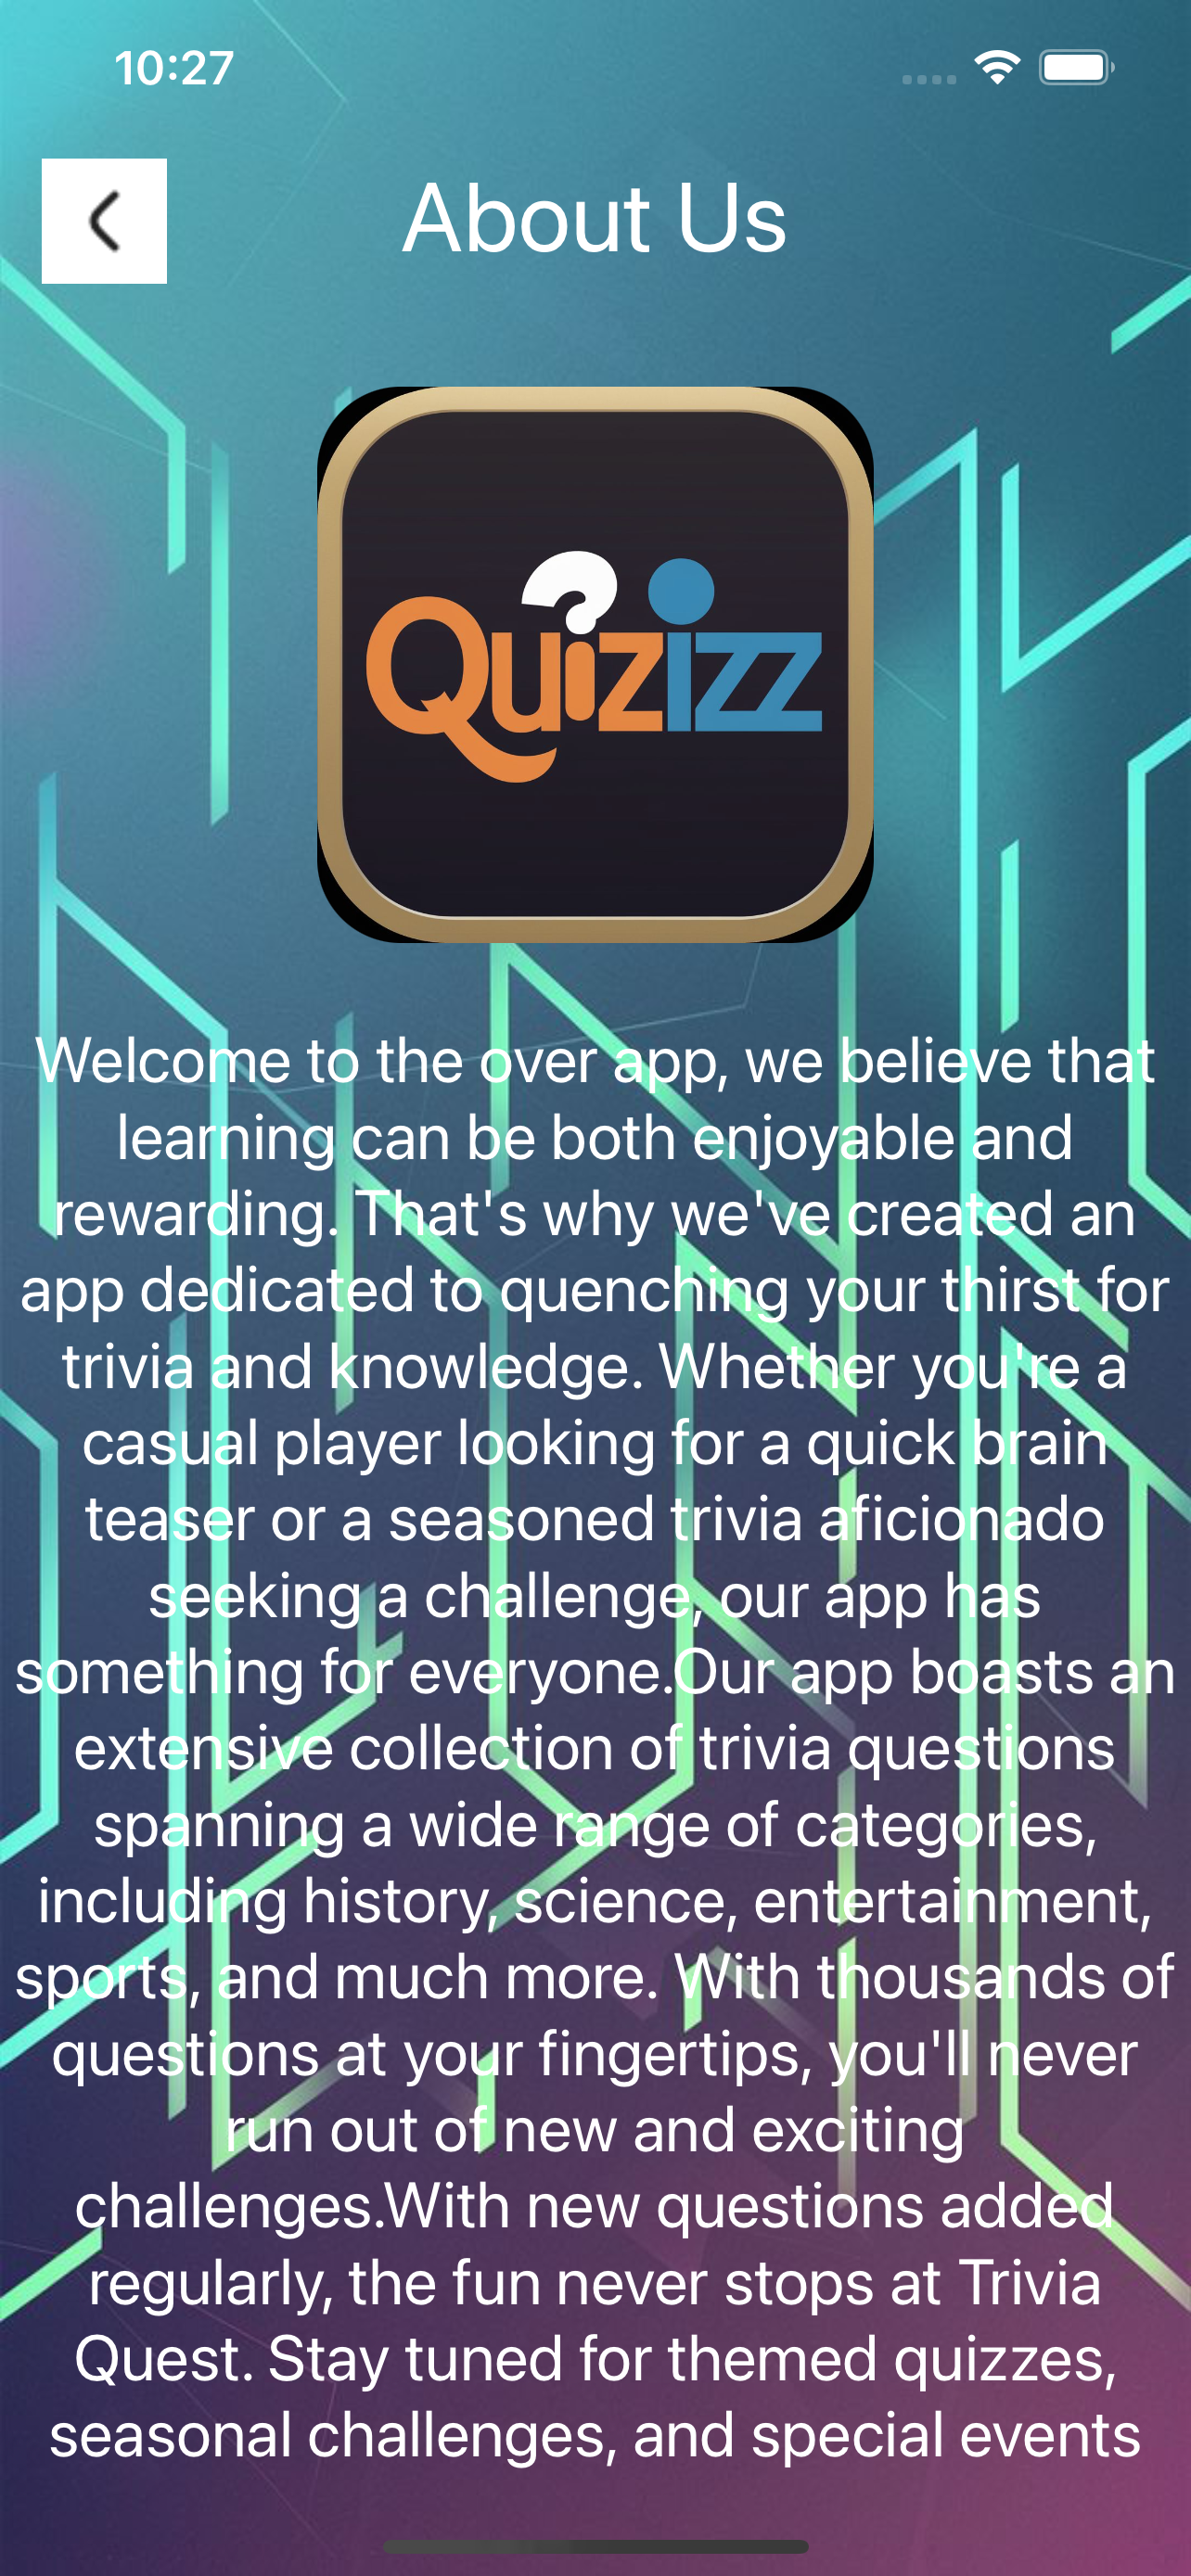 10:27
About Us
Quizizz
Welcome to the over app, we believe that
learning can be both enjoyable and
rewarding. That's why we've created an
app dedicated to quenching your thirst for
trivia and knowledge. Whether you're a
casual player looking for a quick brain
teaser or a seasoned trivia aficionado
seeking a challenge, our app has
something for everyone.Our app boasts an
extensive collection of trivia questions
spanning a wide range of categories,
including history, science, entertainment,
sports, and much more. With thousands of
questions at your fingertips, you'll never
run out of new and exciting
challenges.With new questions added
regularly, the fun never stops at Trivia
Quest. Stay tuned for themed quizzes,
seasonal challenges, and special events